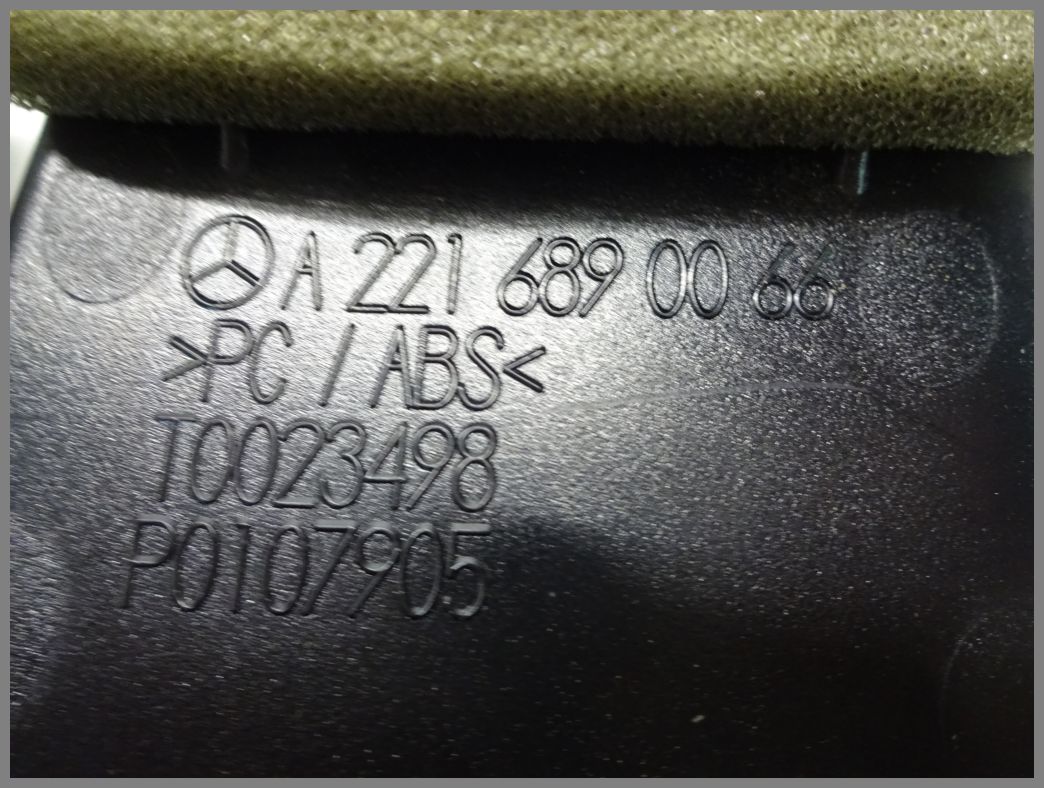 A 221 689 00 66
>PC / ABS<
T0023498
P0107905